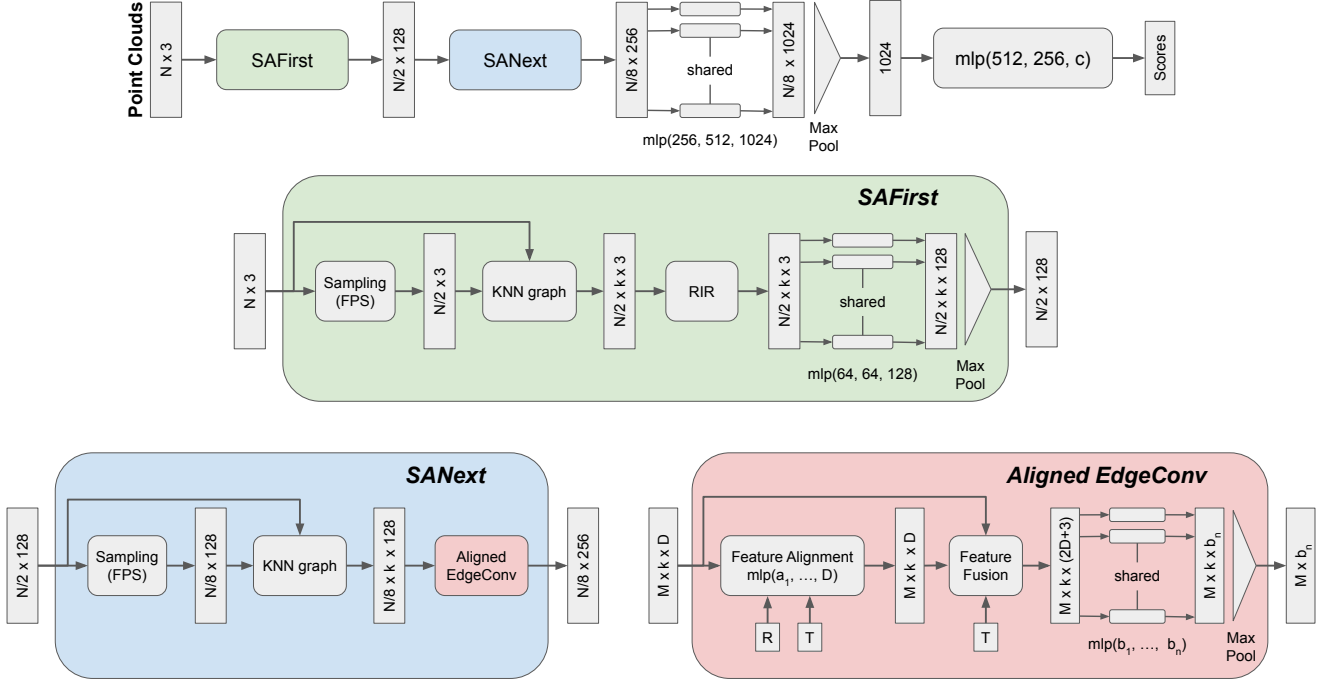 Point Clouds
N x 3
SAFirst
N/2 x 128
SANext
N/8 x 256
shared
mlp(256, 512, 1024)
N/8 x 1024
Max
Pool
1024
mlp(512, 256, c)
Scores
SAFirst
N x 3
Sampling
(FPS)
N/2 x 3
KNN graph
N/2 x k x 3
RIR
N/2 x k x 3
shared
mlp(64, 64, 128)
N/2 x k x 128
Max
Pool
N/2 x 128
SANext
N/2 x 128
Sampling
(FPS)
N/8 x 128
KNN graph
N/8 x k x 128
Aligned
EdgeConv
N/8 x 256
Aligned EdgeConv
M x k x D
Feature Alignment
mlp(a₁, ..., D)
R
T
M x k x D
Feature
Fusion
T
M x k x (2D+3)
shared
mlp(b₁, ..., bₙ)
M x k x bₙ
Max
Pool
M x bₙ